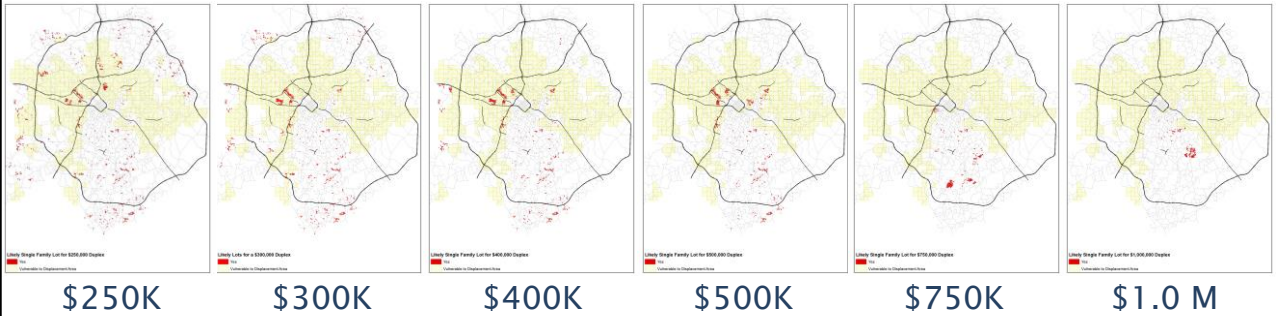 Likely Single Family Lot for $250,000 Duplex
Yes
Vulnerable to Displacement Area
Likely Lots for a $300,000 Duplex
Yes
Vulnerable to Displacement Area
Likely Single Family Lot for $400,000 Duplex
Yes
Vulnerable to Displacement Area
Likely Single Family Lot for $500,000 Duplex
Yes
Vulnerable to Displacement Area
Likely Single Family Lot for $750,000 Duplex
Yes
Vulnerable to Displacement Area
Likely Single Family Lot for $1,000,000 Duplex
Yes
Vulnerable to Displacement Area
$250K
$300K
$400K
$500K
$750K
$1.0 M